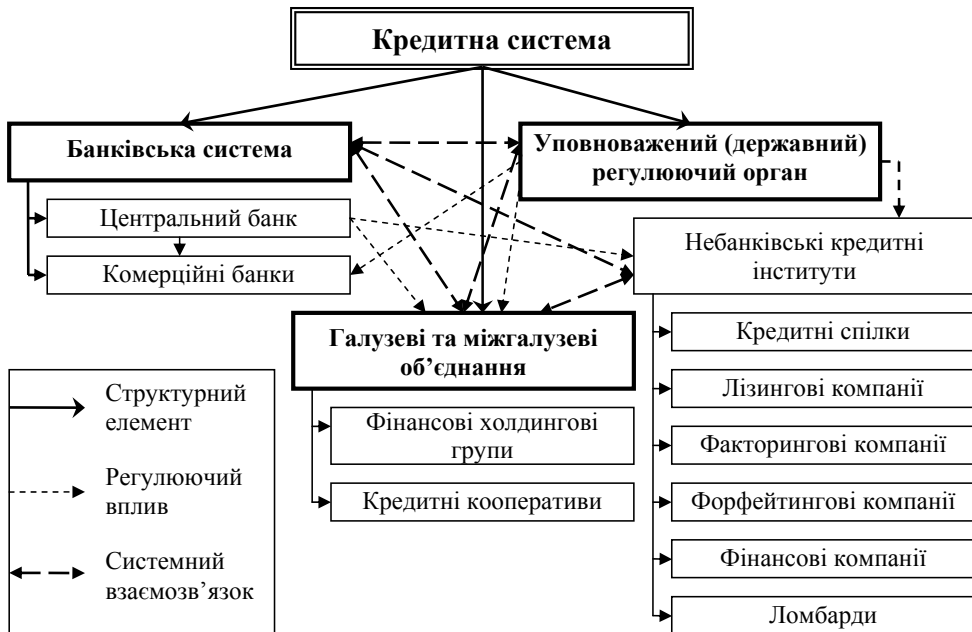 Кредитна система
Банківська система
Уповноважений (державний)
регулюючий орган
Центральний банк
Комерційні банки
Небанківські кредитні
інститути
Галузеві та міжгалузеві
об’єднання
Фінансові холдингові
групи
Кредитні кооперативи
Кредитні спілки
Лізингові компанії
Факторингові компанії
Форфейтингові компанії
Фінансові компанії
Ломбарди
Структурний
елемент
Регулюючий
вплив
Системний
взаємозв’язок